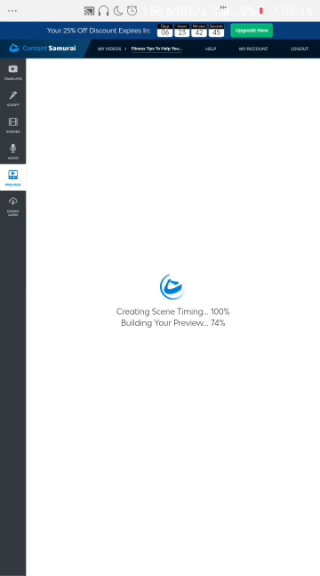 Your 25% Off Discount Expires In:
Days Hours Minutes Seconds
06 23 42 45
Upgrade Now
Content Samurai
MY VIDEOS > Fitness Tips To Help You...
HELP
MY ACCOUNT
LOGOUT
TEMPLATE
SCRIPT
SCENES
VOICE
PREVIEW
Creating Scene Timing... 100%
Building Your Preview... 74%